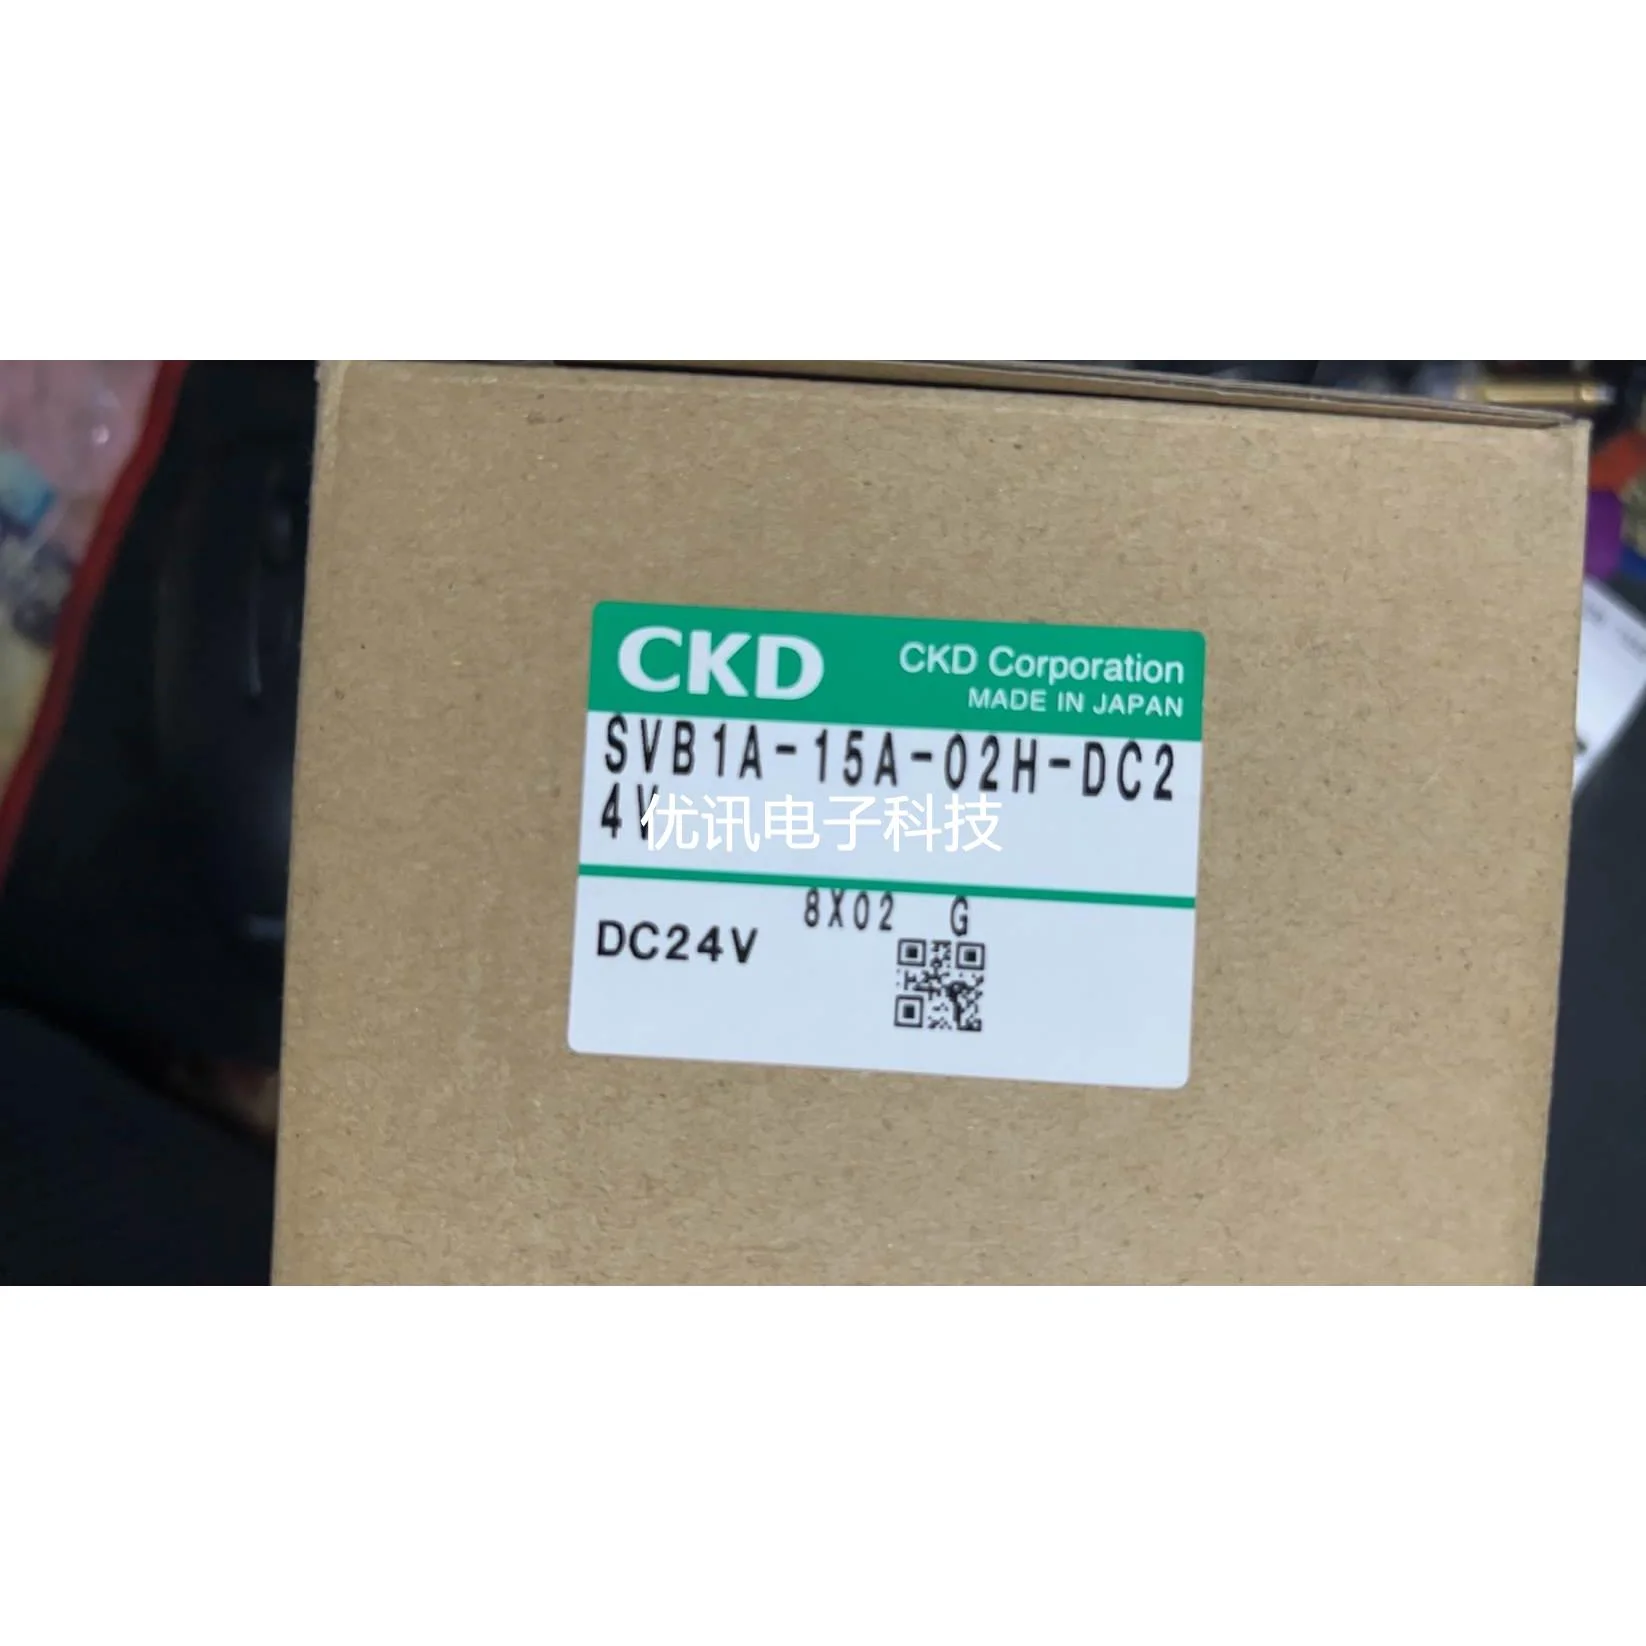 CKD
CKD Corporation
MADE IN JAPAN
SVB1A-15A-02H-DC2
4V
优讯电子科技
8X02 G
DC24V